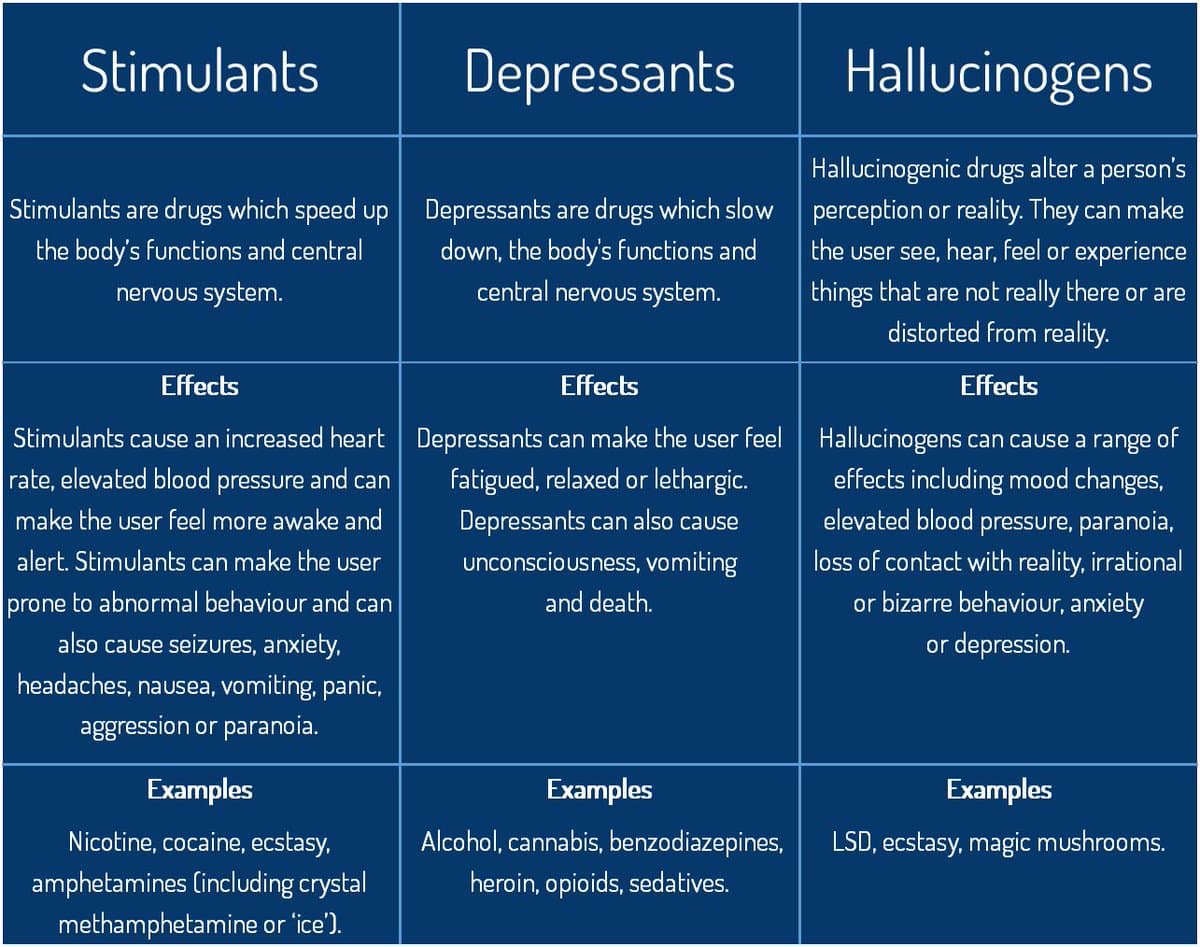 Stimulants
Depressants
Hallucinogens
Stimulants are drugs which speed up
the body’s functions and central
nervous system.
Depressants are drugs which slow
down, the body's functions and
central nervous system.
Hallucinogenic drugs alter a person’s
perception or reality. They can make
the user see, hear, feel or experience
things that are not really there or are
distorted from reality.
Effects
Stimulants cause an increased heart
rate, elevated blood pressure and can
make the user feel more awake and
alert. Stimulants can make the user
prone to abnormal behaviour and can
also cause seizures, anxiety,
headaches, nausea, vomiting, panic,
aggression or paranoia.
Effects
Depressants can make the user feel
fatigued, relaxed or lethargic.
Depressants can also cause
unconsciousness, vomiting
and death.
Effects
Hallucinogens can cause a range of
effects including mood changes,
elevated blood pressure, paranoia,
loss of contact with reality, irrational
or bizarre behaviour, anxiety
or depression.
Examples
Nicotine, cocaine, ecstasy,
amphetamines (including crystal
methamphetamine or ‘ice’).
Examples
Alcohol, cannabis, benzodiazepines,
heroin, opioids, sedatives.
Examples
LSD, ecstasy, magic mushrooms.